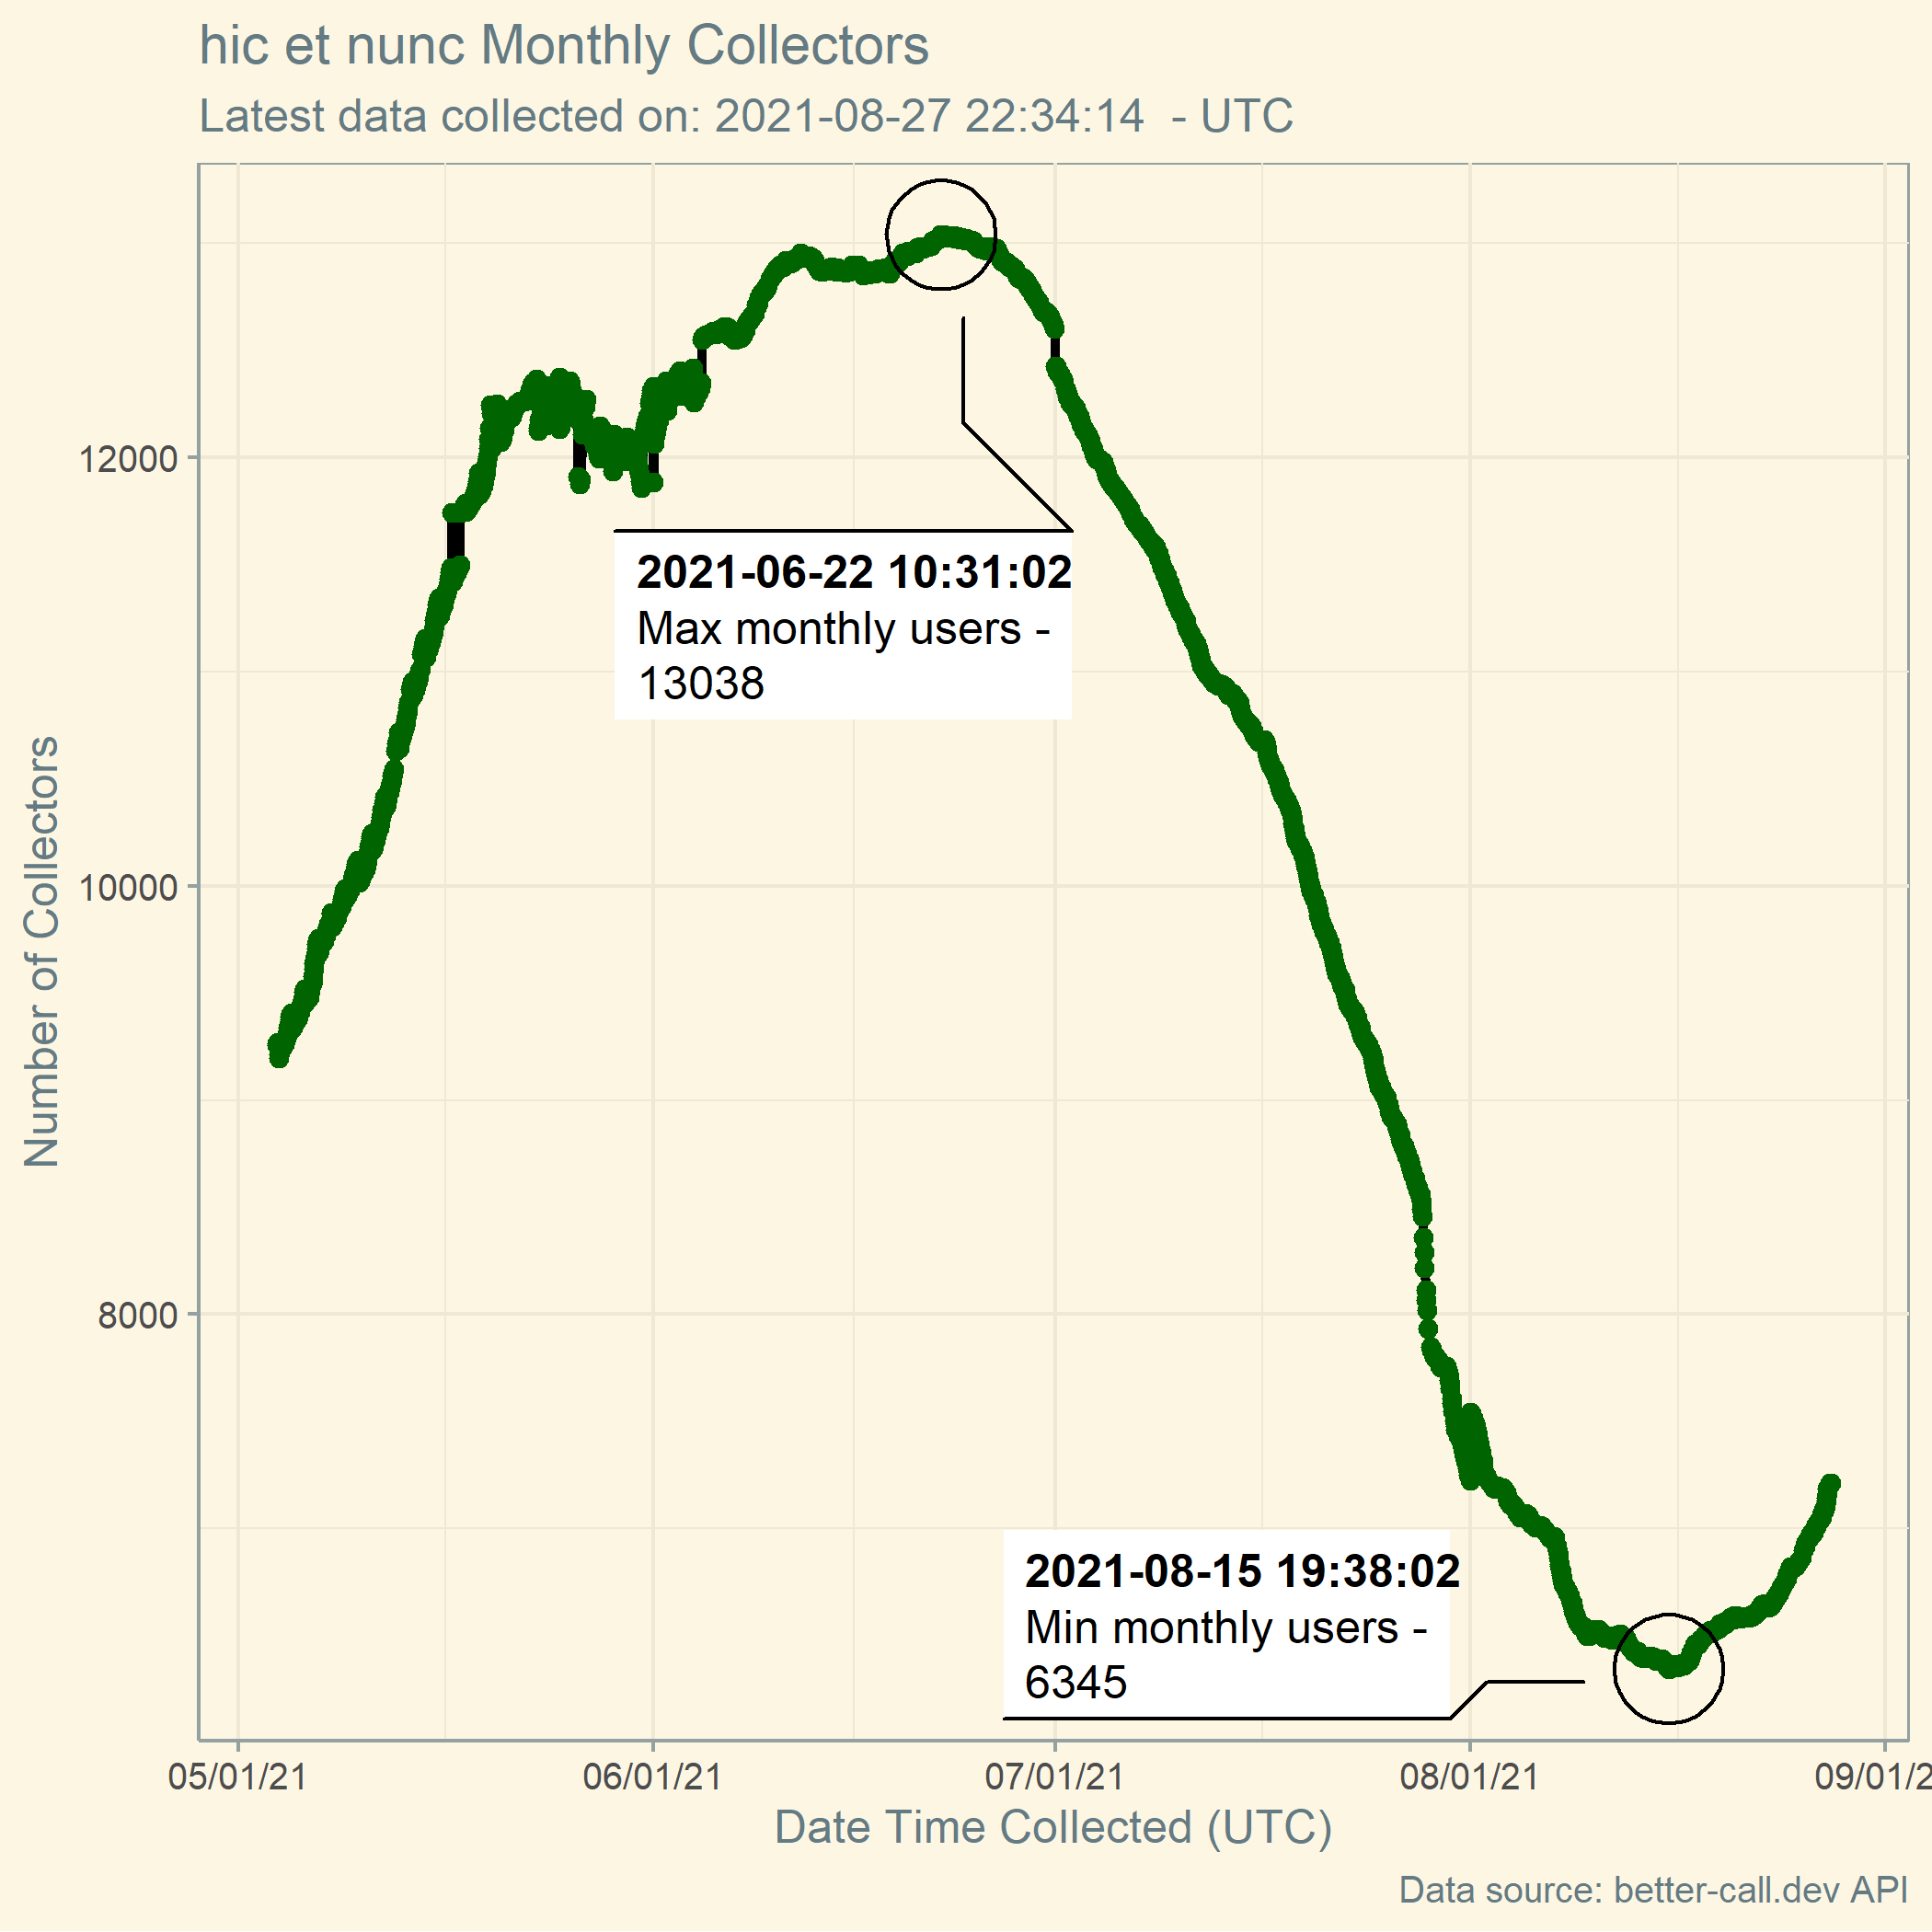 hic et nunc Monthly Collectors
Latest data collected on: 2021-08-27 22:34:14  - UTC
Number of Collectors
12000
10000
8000
2021-06-22 10:31:02
Max monthly users -
13038
2021-08-15 19:38:02
Min monthly users -
6345
05/01/21 06/01/21 07/01/21 08/01/21 09/01/2
Date Time Collected (UTC)
Data source: better-call.dev API